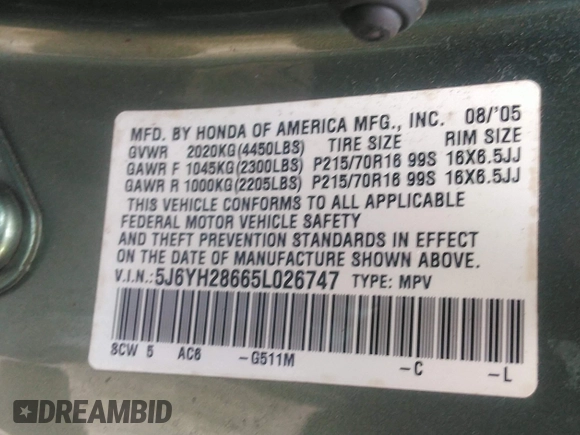 MFD. BY HONDA OF AMERICA MFG., INC. 08/'05
GVWR 2020KG(4450LBS) TIRE SIZE RIM SIZE
GAWR F 1045KG(2300LBS) P215/70R16 99S 16X6.5JJ
GAWR R 1000KG(2205LBS) P215/70R16 99S 16X6.5JJ
THIS VEHICLE CONFORMS TO ALL APPLICABLE
FEDERAL MOTOR VEHICLE SAFETY
AND THEFT PREVENTION STANDARDS IN EFFECT
ON THE DATE OF MANUFACTURE SHOWN ABOVE.
V.I.N.: 5J6YH28665L026747 TYPE: MPV
SCW 5 AC6 -G511M -C -L
DREAMBID